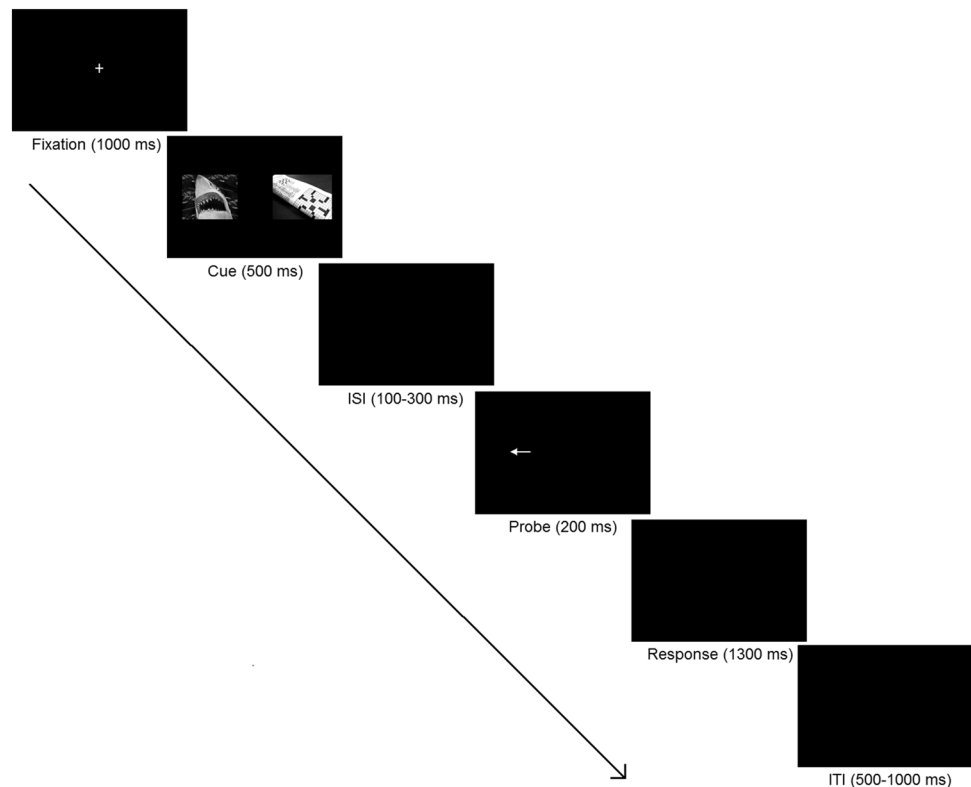 Fixation (1000 ms)
Cue (500 ms)
ISI (100-300 ms)
Probe (200 ms)
Response (1300 ms)
ITI (500-1000 ms)